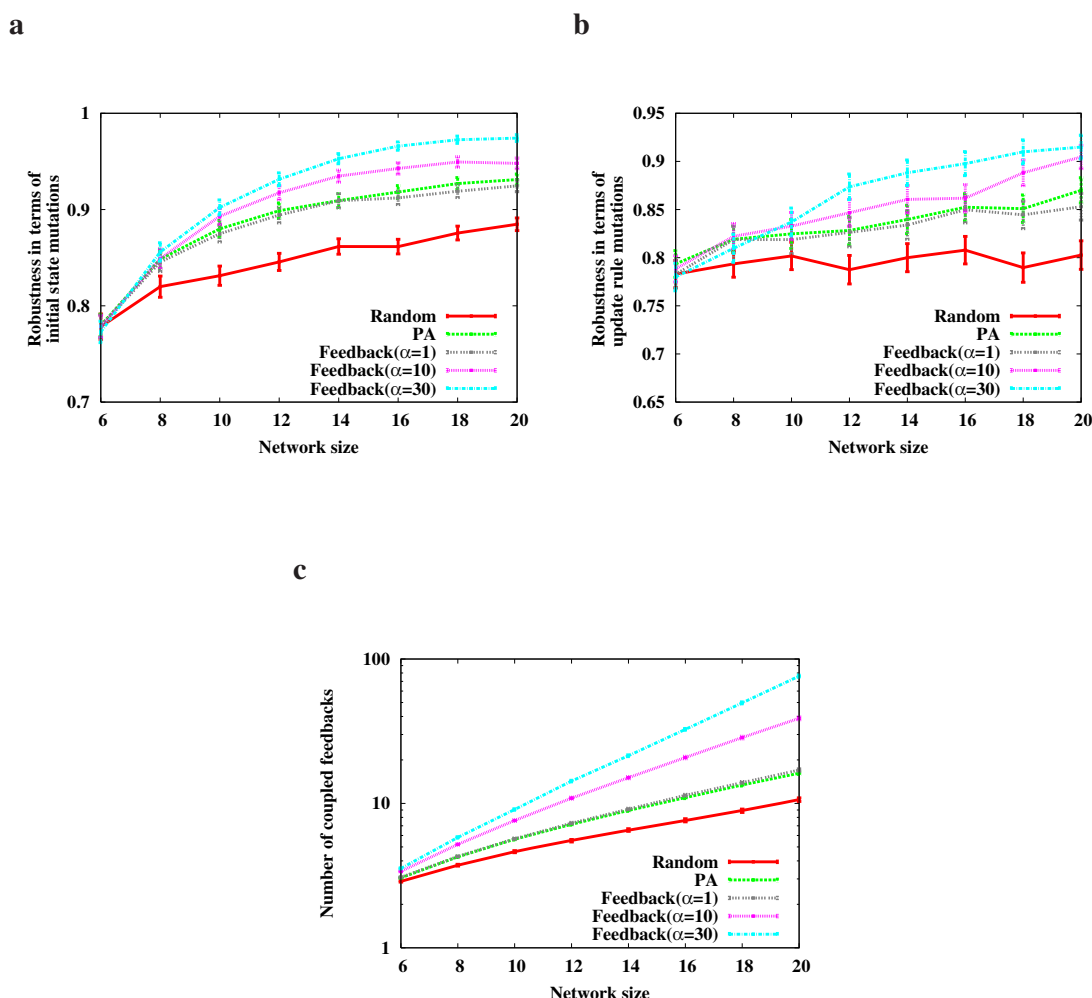 a
Robustness in terms of
initial state mutations
1
0.9
0.8
0.7
6 8 10 12 14 16 18 20
Network size
Random
PA
Feedback(α=1)
Feedback(α=10)
Feedback(α=30)
b
Robustness in terms of
update rule mutations
0.95
0.9
0.85
0.8
0.75
0.7
0.65
6 8 10 12 14 16 18 20
Network size
Random
PA
Feedback(α=1)
Feedback(α=10)
Feedback(α=30)
c
Number of coupled feedbacks
100
10
1
6 8 10 12 14 16 18 20
Network size
Random
PA
Feedback(α=1)
Feedback(α=10)
Feedback(α=30)